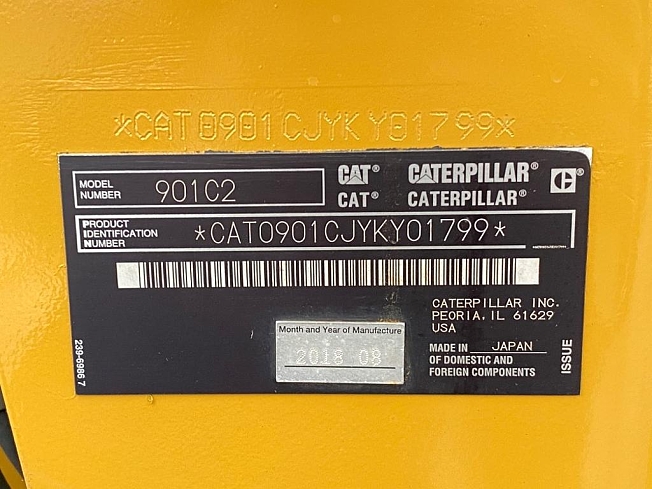 *CAT0901CJYKY01799*
MODEL NUMBER 901C2
CAT® CATERPILLAR® C
CAT® CATERPILLAR®
PRODUCT IDENTIFICATION NUMBER *CAT0901CJYKY01799*
CATERPILLAR INC.
PEORIA, IL 61629
USA
Month and Year of Manufacture
2018 08
MADE IN JAPAN
OF DOMESTIC AND
FOREIGN COMPONENTS
ISSUE
239-6986 7